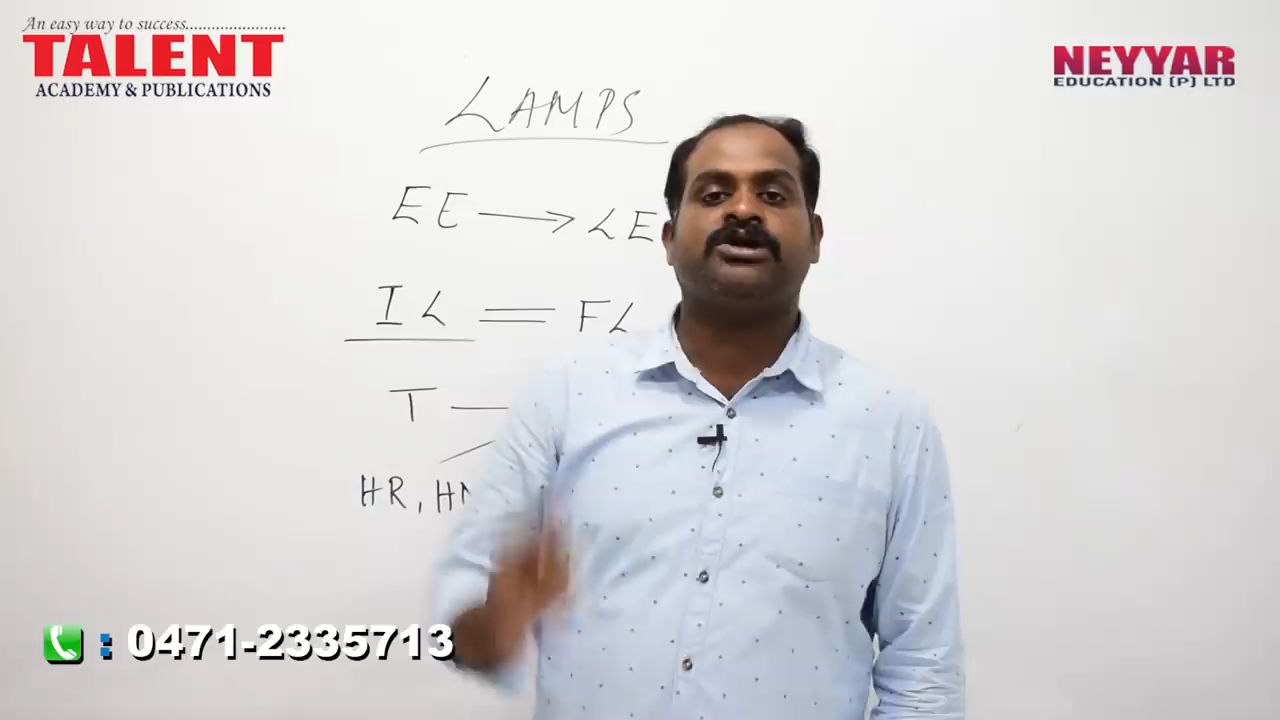 An easy way to success......................
TALENT
ACADEMY & PUBLICATIONS
NEYYAR
EDUCATION (P) LTD
LAMPS
EE → LE
IL = FL
T —
HR, HN
: 0471-2335713